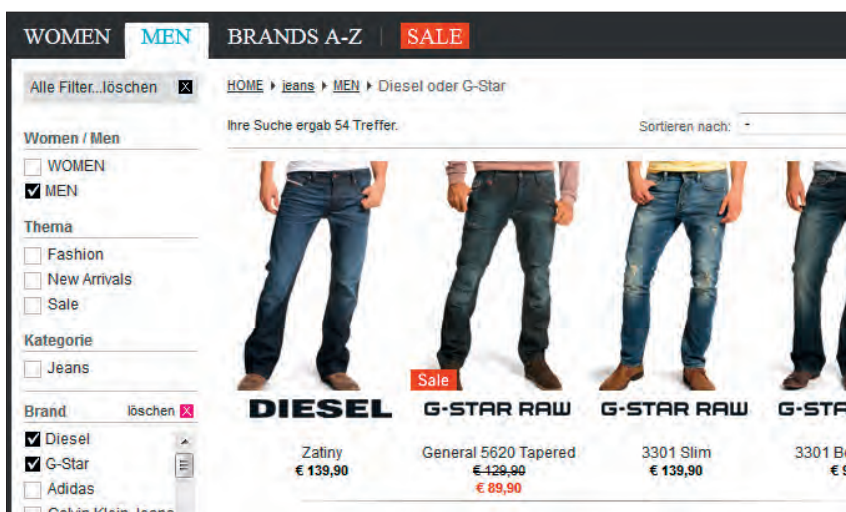 WOMEN MEN BRANDS A-Z SALE
Alle Filter...löschen X
HOME jeans MEN Diesel oder G-Star
Ihre Suche ergab 54 Treffer.
Sortieren nach: -
Women / Men
WOMEN
MEN
Thema
Fashion
New Arrivals
Sale
Kategorie
Jeans
Brand löschen X
Diesel
G-Star
Adidas
Sale
DIESEL
Zatiny
€ 139,90
G-STAR RAW
General 5620 Tapered
€ 129,90
€ 89,90
G-STAR RAW
3301 Slim
€ 139,90
3301